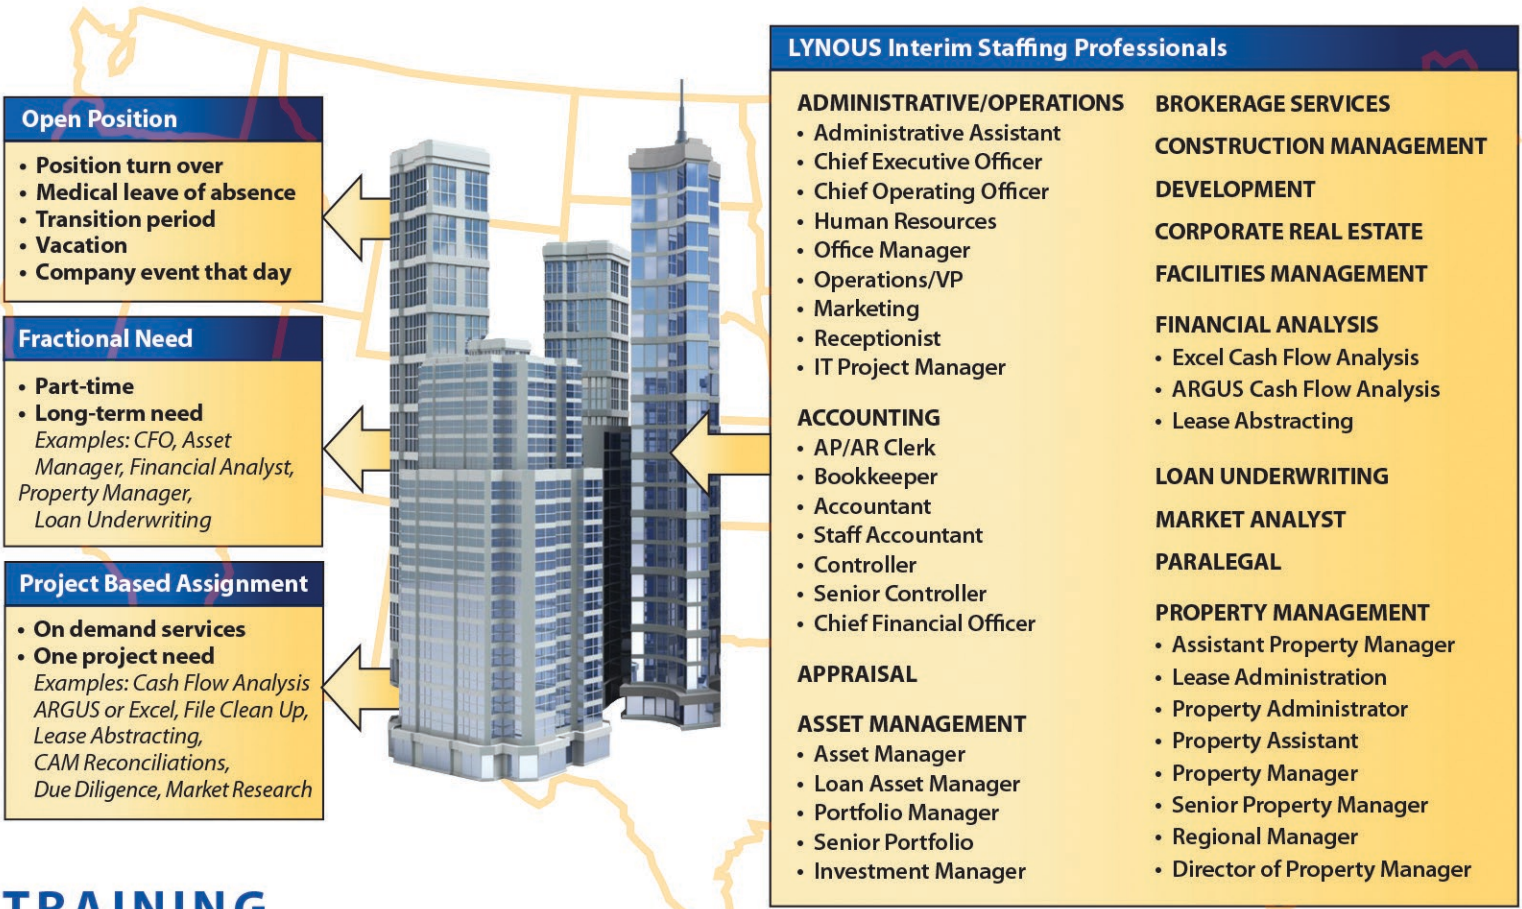 Open Position
• Position turn over
• Medical leave of absence
• Transition period
• Vacation
• Company event that day
Fractional Need
• Part-time
• Long-term need
Examples: CFO, Asset
Manager, Financial Analyst,
Property Manager,
Loan Underwriting
Project Based Assignment
• On demand services
• One project need
Examples: Cash Flow Analysis
ARGUS or Excel, File Clean Up,
Lease Abstracting,
CAM Reconciliations,
Due Diligence, Market Research
LYNOUS Interim Staffing Professionals
ADMINISTRATIVE/OPERATIONS
• Administrative Assistant
• Chief Executive Officer
• Chief Operating Officer
• Human Resources
• Office Manager
• Operations/VP
• Marketing
• Receptionist
• IT Project Manager
ACCOUNTING
• AP/AR Clerk
• Bookkeeper
• Accountant
• Staff Accountant
• Controller
• Senior Controller
• Chief Financial Officer
APPRAISAL
ASSET MANAGEMENT
• Asset Manager
• Loan Asset Manager
• Portfolio Manager
• Senior Portfolio
• Investment Manager
BROKERAGE SERVICES
CONSTRUCTION MANAGEMENT
DEVELOPMENT
CORPORATE REAL ESTATE
FACILITIES MANAGEMENT
FINANCIAL ANALYSIS
• Excel Cash Flow Analysis
• ARGUS Cash Flow Analysis
• Lease Abstracting
LOAN UNDERWRITING
MARKET ANALYST
PARALEGAL
PROPERTY MANAGEMENT
• Assistant Property Manager
• Lease Administration
• Property Administrator
• Property Assistant
• Property Manager
• Senior Property Manager
• Regional Manager
• Director of Property Manager
TRAINING